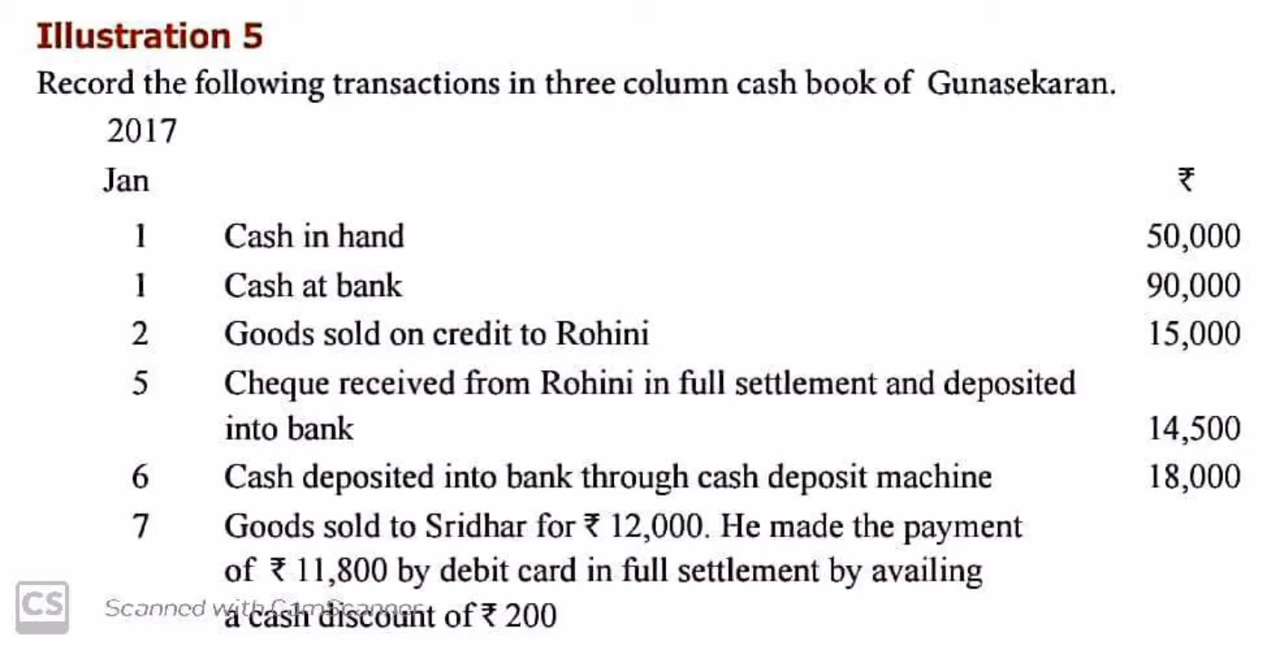 Illustration 5
Record the following transactions in three column cash book of Gunasekaran.
2017
Jan ₹
1 Cash in hand 50,000
1 Cash at bank 90,000
2 Goods sold on credit to Rohini 15,000
5 Cheque received from Rohini in full settlement and deposited
into bank 14,500
6 Cash deposited into bank through cash deposit machine 18,000
7 Goods sold to Sridhar for ₹ 12,000. He made the payment
of ₹ 11,800 by debit card in full settlement by availing
a cash discount of ₹ 200
CS Scanned with CamScanner